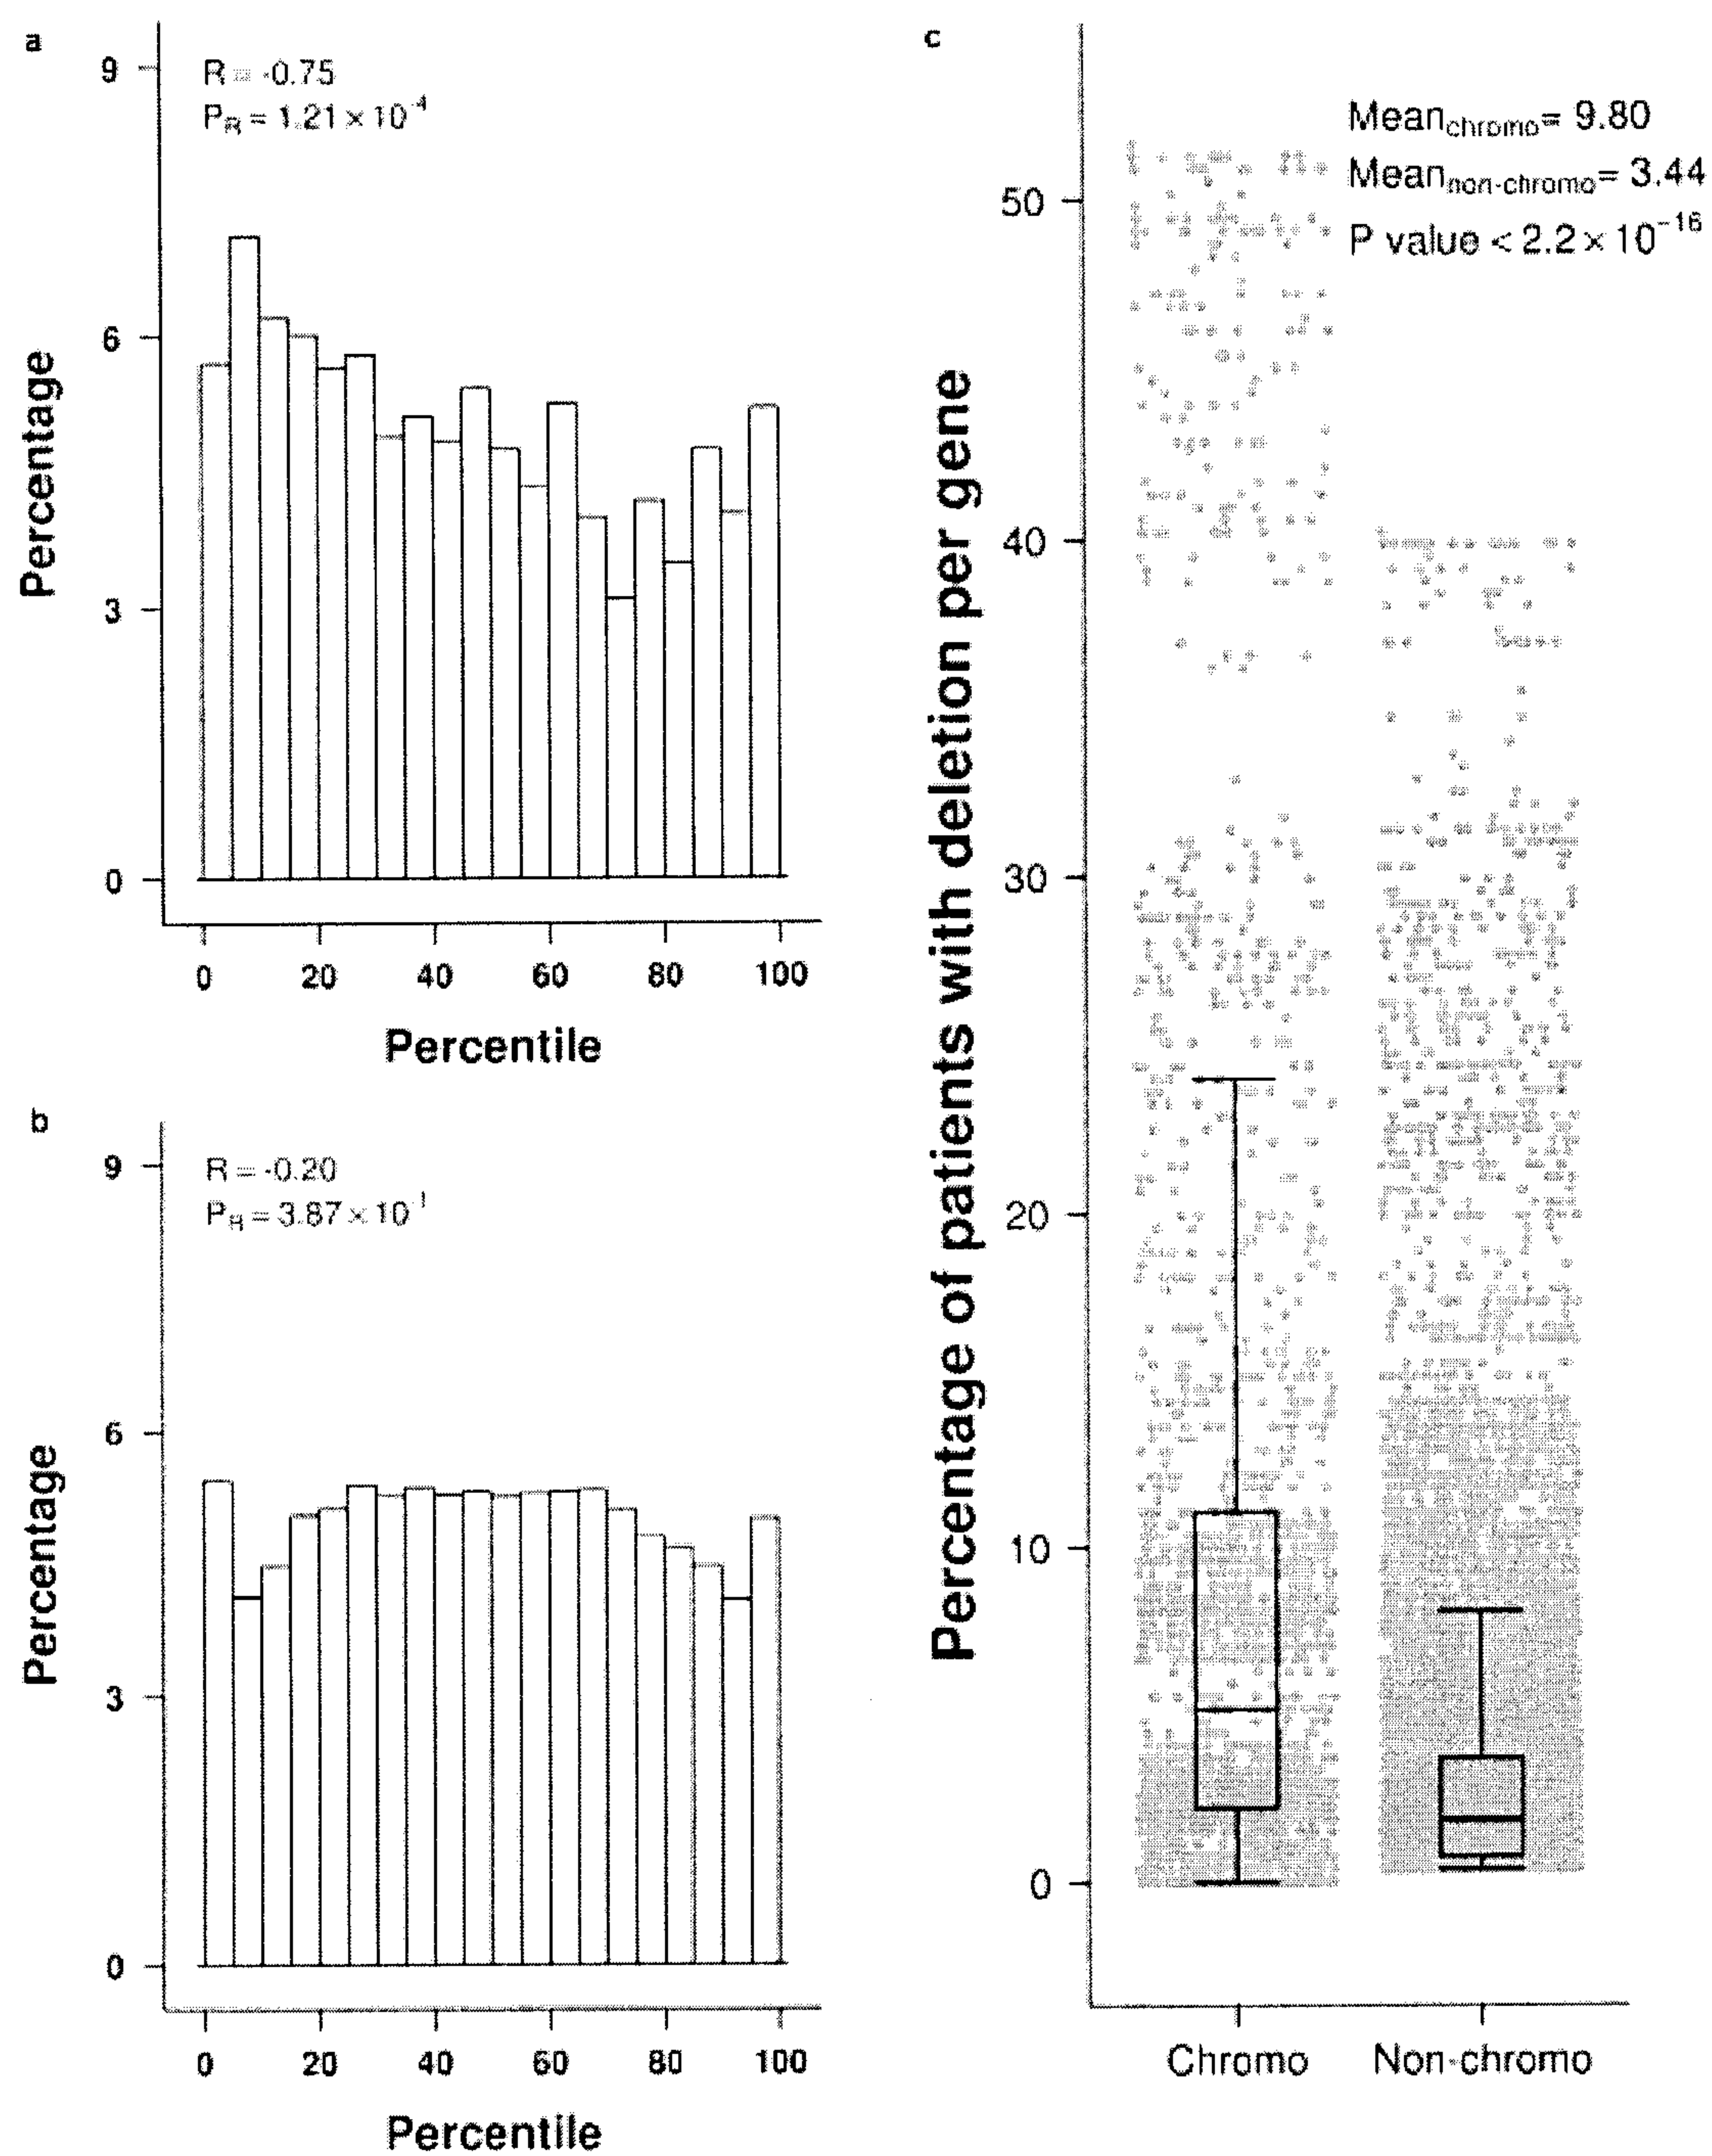 a
R = -0.75
P_R = 1.21 × 10^-4
9
6
3
0
Percentage
0 20 40 60 80 100
Percentile
b
R = -0.20
P_R = 3.87 × 10^-1
9
6
3
0
Percentage
0 20 40 60 80 100
Percentile
c
Mean_chromo = 9.80
Mean_non-chromo = 3.44
P value < 2.2 × 10^-16
50
40
30
20
10
0
Percentage of patients with deletion per gene
Chromo Non-chromo